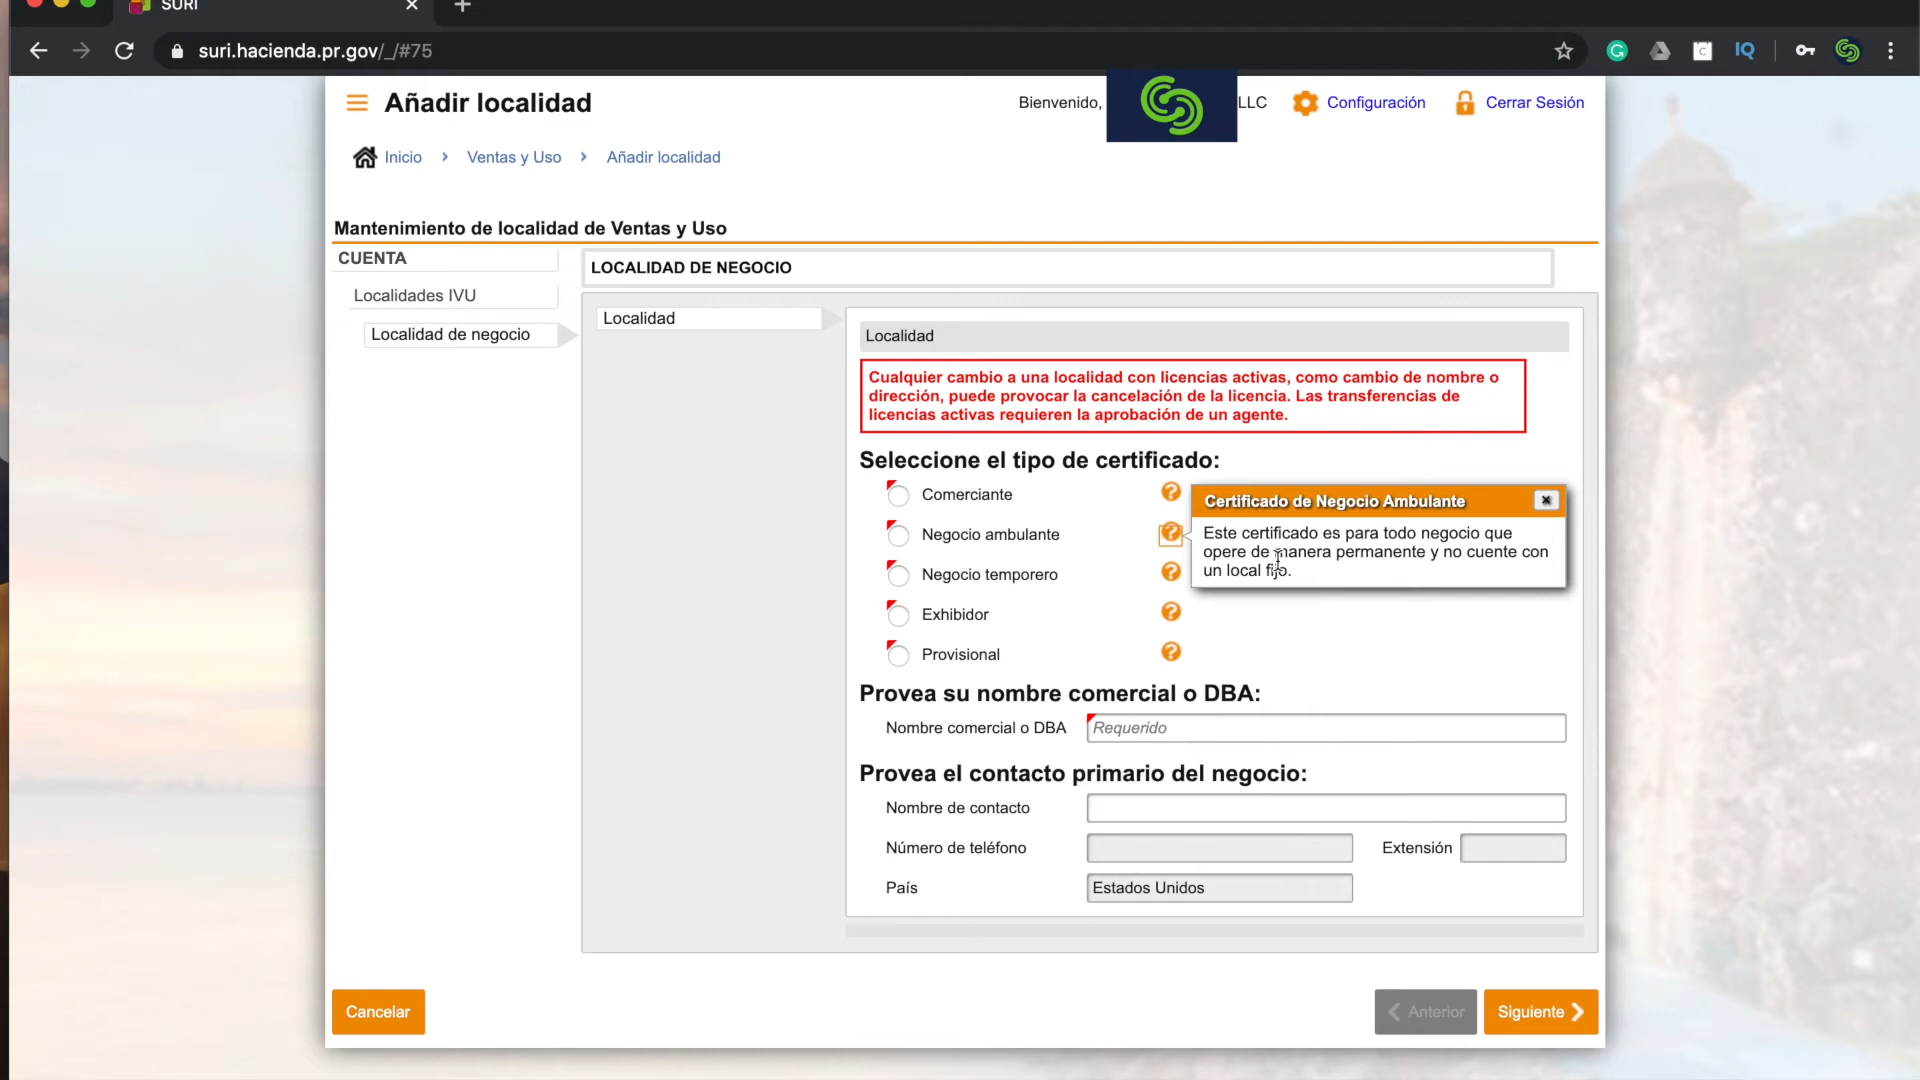 SURI
suri.hacienda.pr.gov/_/#75
Añadir localidad
Bienvenido, LLC Configuración Cerrar Sesión
Inicio > Ventas y Uso > Añadir localidad
Mantenimiento de localidad de Ventas y Uso
CUENTA
Localidades IVU
Localidad de negocio
LOCALIDAD DE NEGOCIO
Localidad
Localidad
Cualquier cambio a una localidad con licencias activas, como cambio de nombre o
dirección, puede provocar la cancelación de la licencia. Las transferencias de
licencias activas requieren la aprobación de un agente.
Seleccione el tipo de certificado:
Comerciante
Negocio ambulante
Negocio temporero
Exhibidor
Provisional
Certificado de Negocio Ambulante
Este certificado es para todo negocio que
opere de manera permanente y no cuente con
un local fijo.
Provea su nombre comercial o DBA:
Nombre comercial o DBA Requerido
Provea el contacto primario del negocio:
Nombre de contacto
Número de teléfono Extensión
País Estados Unidos
Cancelar
Anterior
Siguiente